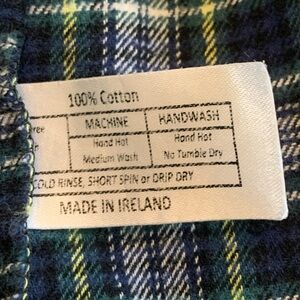 100% Cotton
MACHINE HANDWASH
Hand Hot Hand Hot
Medium Wash No Tumble Dry
COLD RINSE, SHORT SPIN or DRIP DRY
MADE IN IRELAND